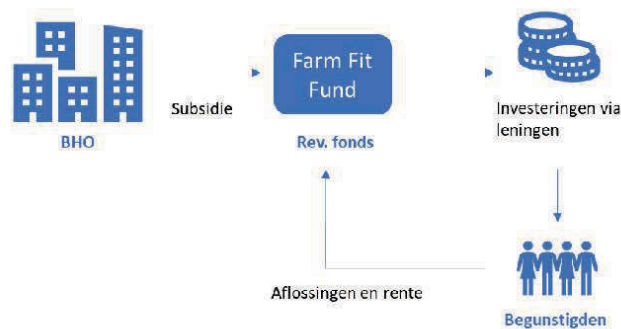 Farm Fit
Fund
Subsidie
Investeringen via
leningen
BHO
Rev. fonds
Aflossingen en rente
Begunstigden